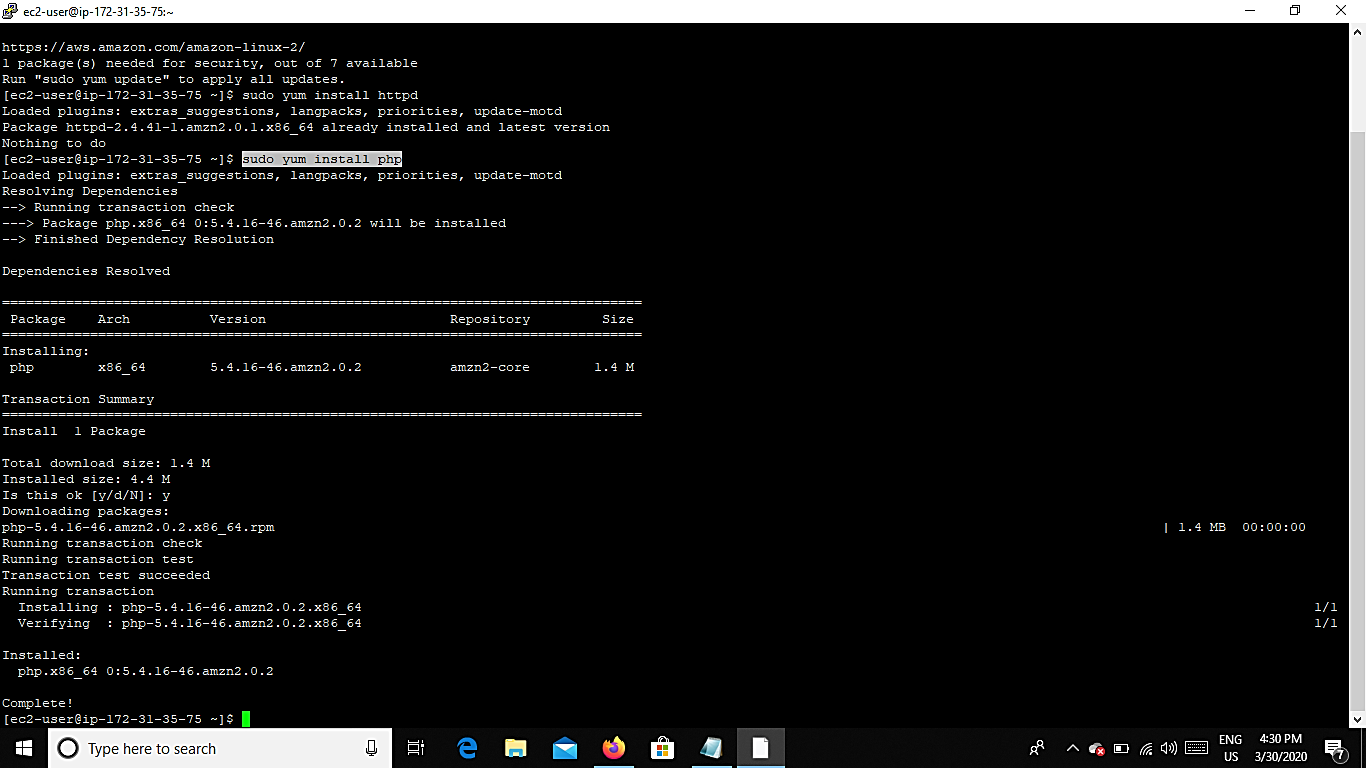 ec2-user@ip-172-31-35-75:~
https://aws.amazon.com/amazon-linux-2/
1 package(s) needed for security, out of 7 available
Run "sudo yum update" to apply all updates.
[ec2-user@ip-172-31-35-75 ~]$ sudo yum install httpd
Loaded plugins: extras_suggestions, langpacks, priorities, update-motd
Package httpd-2.4.41-1.amzn2.0.1.x86_64 already installed and latest version
Nothing to do
[ec2-user@ip-172-31-35-75 ~]$ sudo yum install php
Loaded plugins: extras_suggestions, langpacks, priorities, update-motd
Resolving Dependencies
--> Running transaction check
---> Package php.x86_64 0:5.4.16-46.amzn2.0.2 will be installed
--> Finished Dependency Resolution
Dependencies Resolved
================================================================================
Package Arch Version Repository Size
================================================================================
Installing:
php x86_64 5.4.16-46.amzn2.0.2 amzn2-core 1.4 M
Transaction Summary
================================================================================
Install 1 Package
Total download size: 1.4 M
Installed size: 4.4 M
Is this ok [y/d/N]: y
Downloading packages:
php-5.4.16-46.amzn2.0.2.x86_64.rpm | 1.4 MB 00:00:00
Running transaction check
Running transaction test
Transaction test succeeded
Running transaction
Installing : php-5.4.16-46.amzn2.0.2.x86_64 1/1
Verifying : php-5.4.16-46.amzn2.0.2.x86_64 1/1
Installed:
php.x86_64 0:5.4.16-46.amzn2.0.2
Complete!
[ec2-user@ip-172-31-35-75 ~]$
Type here to search
ENG 4:30 PM
US 3/30/2020 7